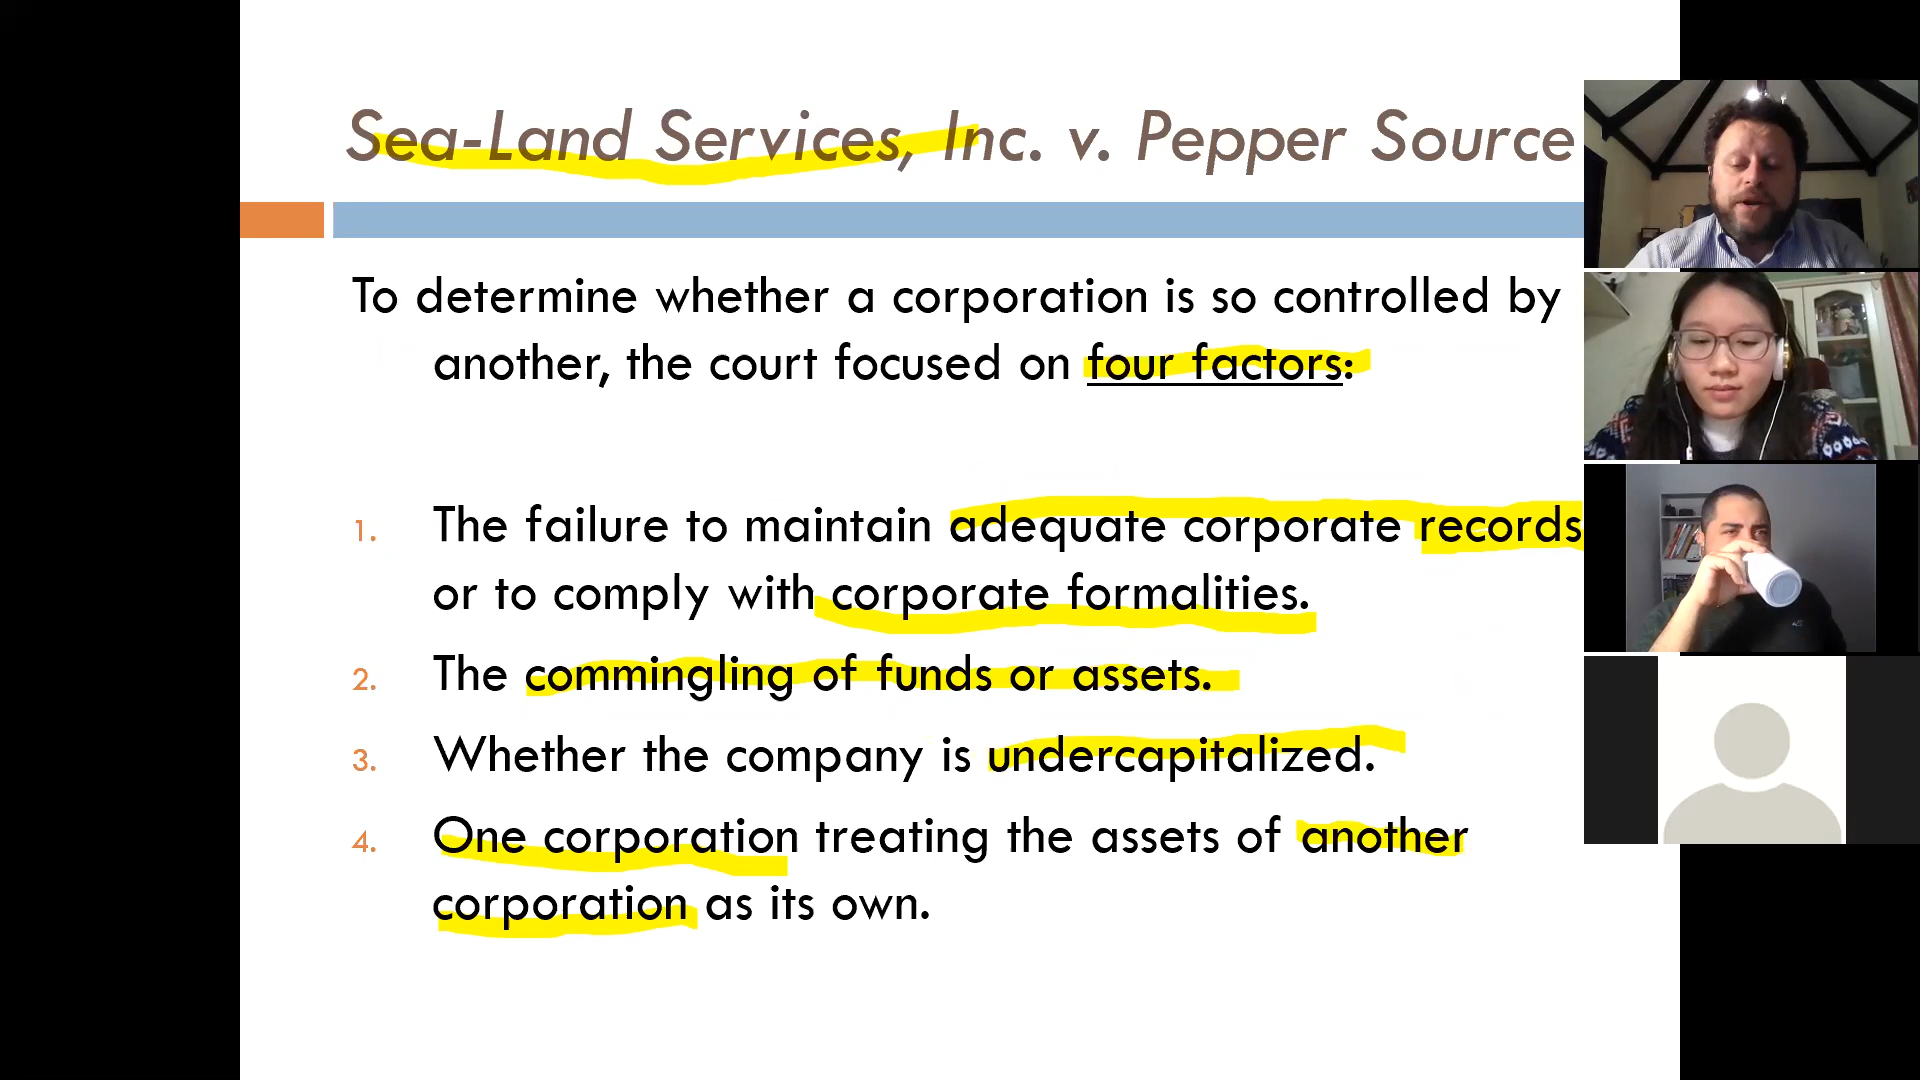 Sea-Land Services, Inc. v. Pepper Source
To determine whether a corporation is so controlled by
another, the court focused on four factors:
1. The failure to maintain adequate corporate records
or to comply with corporate formalities.
2. The commingling of funds or assets.
3. Whether the company is undercapitalized.
4. One corporation treating the assets of another
corporation as its own.